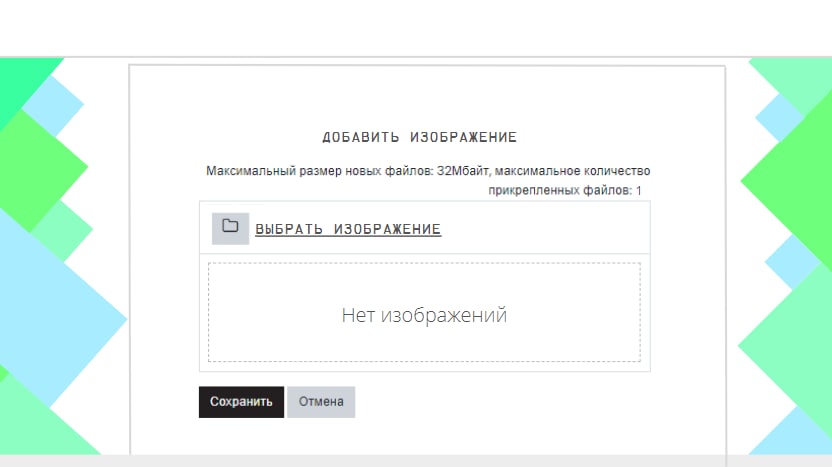 ДОБАВИТЬ ИЗОБРАЖЕНИЕ
Максимальный размер новых файлов: 32Мбайт, максимальное количество
прикрепленных файлов: 1
ВЫБРАТЬ ИЗОБРАЖЕНИЕ
Нет изображений
Сохранить Отмена